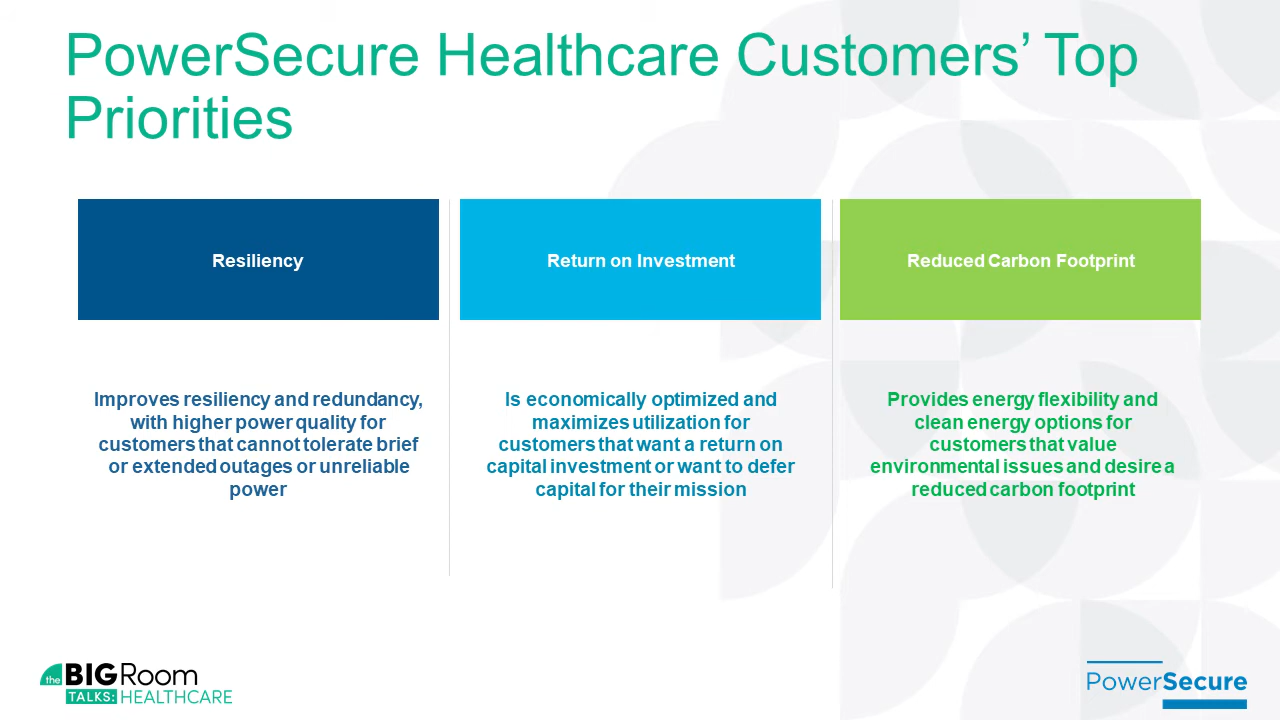 PowerSecure Healthcare Customers’ Top
Priorities
Resiliency
Return on Investment
Reduced Carbon Footprint
Improves resiliency and redundancy,
with higher power quality for
customers that cannot tolerate brief
or extended outages or unreliable
power
Is economically optimized and
maximizes utilization for
customers that want a return on
capital investment or want to defer
capital for their mission
Provides energy flexibility and
clean energy options for
customers that value
environmental issues and desire a
reduced carbon footprint
the BIG Room
TALKS: HEALTHCARE
PowerSecure